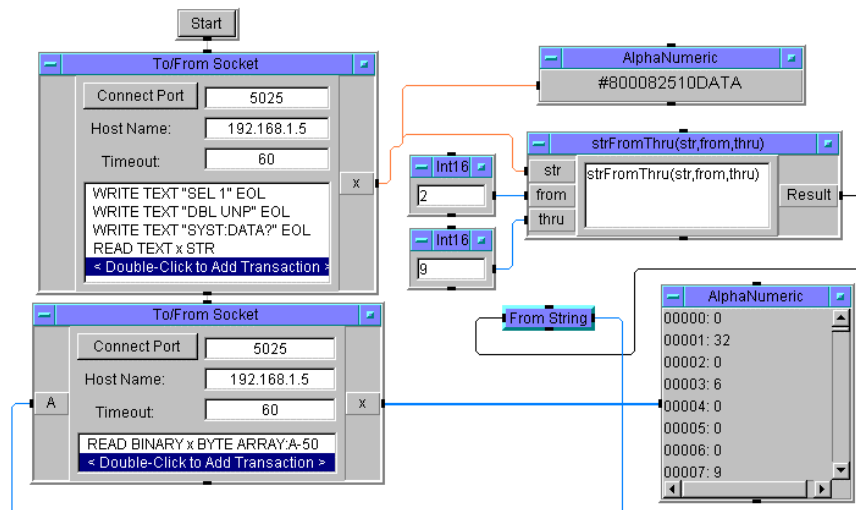 Start
To/From Socket
Connect Port 5025
Host Name: 192.168.1.5
Timeout: 60
x
WRITE TEXT "SEL 1" EOL
WRITE TEXT "DBL UNP" EOL
WRITE TEXT "SYST:DATA?" EOL
READ TEXT x STR
< Double-Click to Add Transaction >
AlphaNumeric
#800082510DATA
Int16
2
Int16
9
strFromThru(str,from,thru)
str
from
thru
strFromThru(str,from,thru)
Result
From String
To/From Socket
Connect Port 5025
Host Name: 192.168.1.5
A
Timeout: 60
x
READ BINARY x BYTE ARRAY:A-50
< Double-Click to Add Transaction >
AlphaNumeric
00000: 0
00001: 32
00002: 0
00003: 6
00004: 0
00005: 0
00006: 0
00007: 9